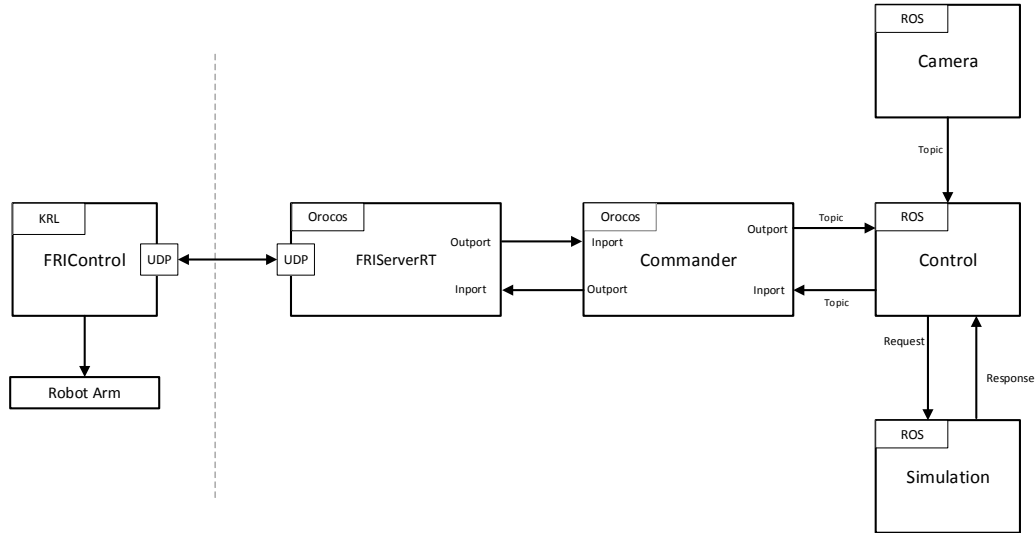 ROS
Camera
Topic
KRL
FRIControl
UDP
Orocos
UDP
FRIServerRT
Outport
Inport
Orocos
Inport
Commander
Outport
Outport
Inport
Topic
Topic
ROS
Control
Request
Response
Robot Arm
ROS
Simulation